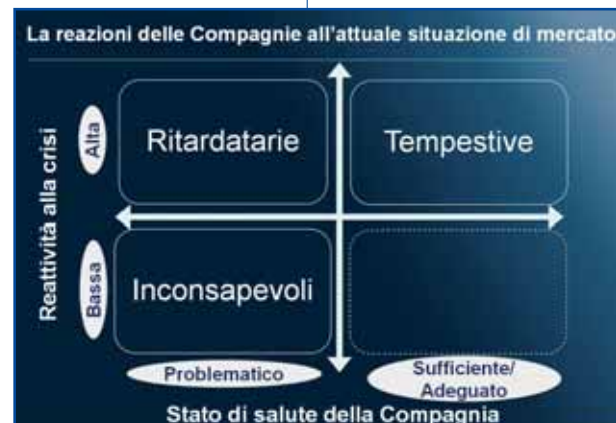 La reazioni delle Compagnie all'attuale situazione di mercato
Reattività alla crisi
Alta
Ritardatarie
Tempestive
Bassa
Inconsapevoli
Problematico
Sufficiente/
Adeguato
Stato di salute della Compagnia